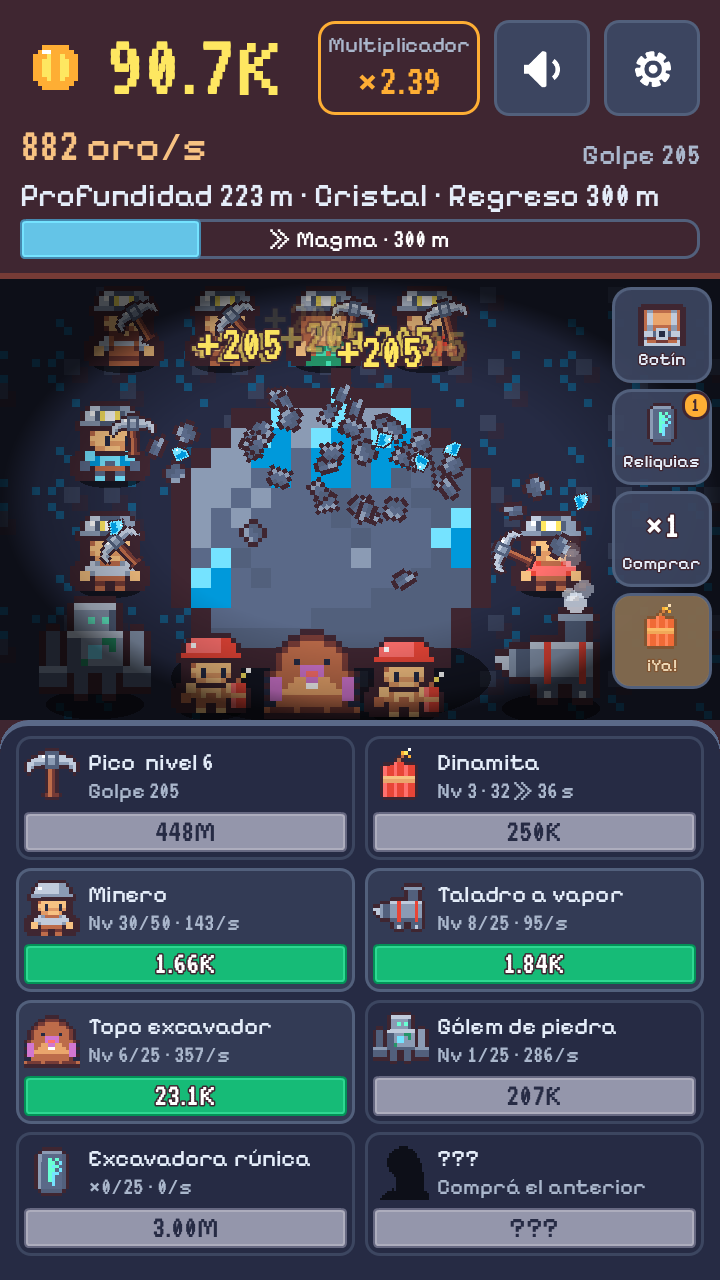 90.7K
Multiplicador
×2.39
882 oro/s
Golpe 205
Profundidad 223 m · Cristal · Regreso 300 m
Magma · 300 m
+205
+205
Botín
1
Reliquias
×1
Comprar
¡Ya!
Pico nivel 6
Golpe 205
448M
Dinamita
Nv 3 · 32 » 36 s
250K
Minero
Nv 30/50 · 143/s
1.66K
Taladro a vapor
Nv 8/25 · 95/s
1.84K
Topo excavador
Nv 6/25 · 357/s
23.1K
Gólem de piedra
Nv 1/25 · 286/s
207K
Excavadora rúnica
×0/25 · 0/s
3.00M
???
Comprá el anterior
???